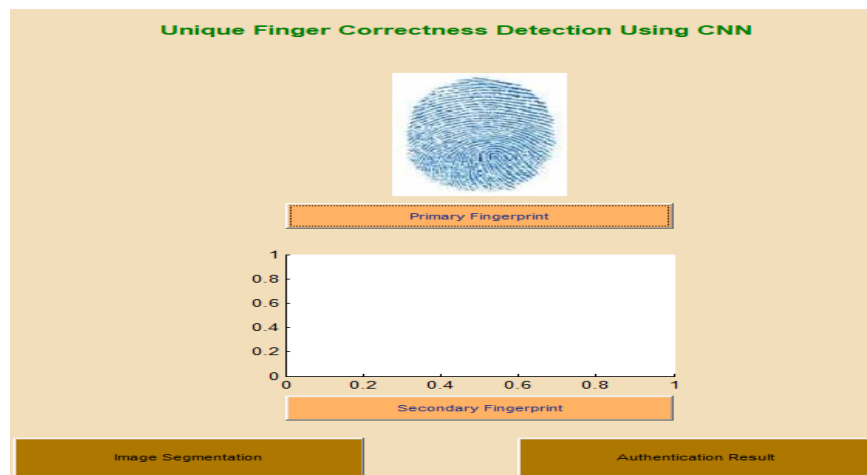 Unique Finger Correctness Detection Using CNN
Primary Fingerprint
1
0.8
0.6
0.4
0.2
0
0 0.2 0.4 0.6 0.8 1
Secondary Fingerprint
Image Segmentation Authentication Result